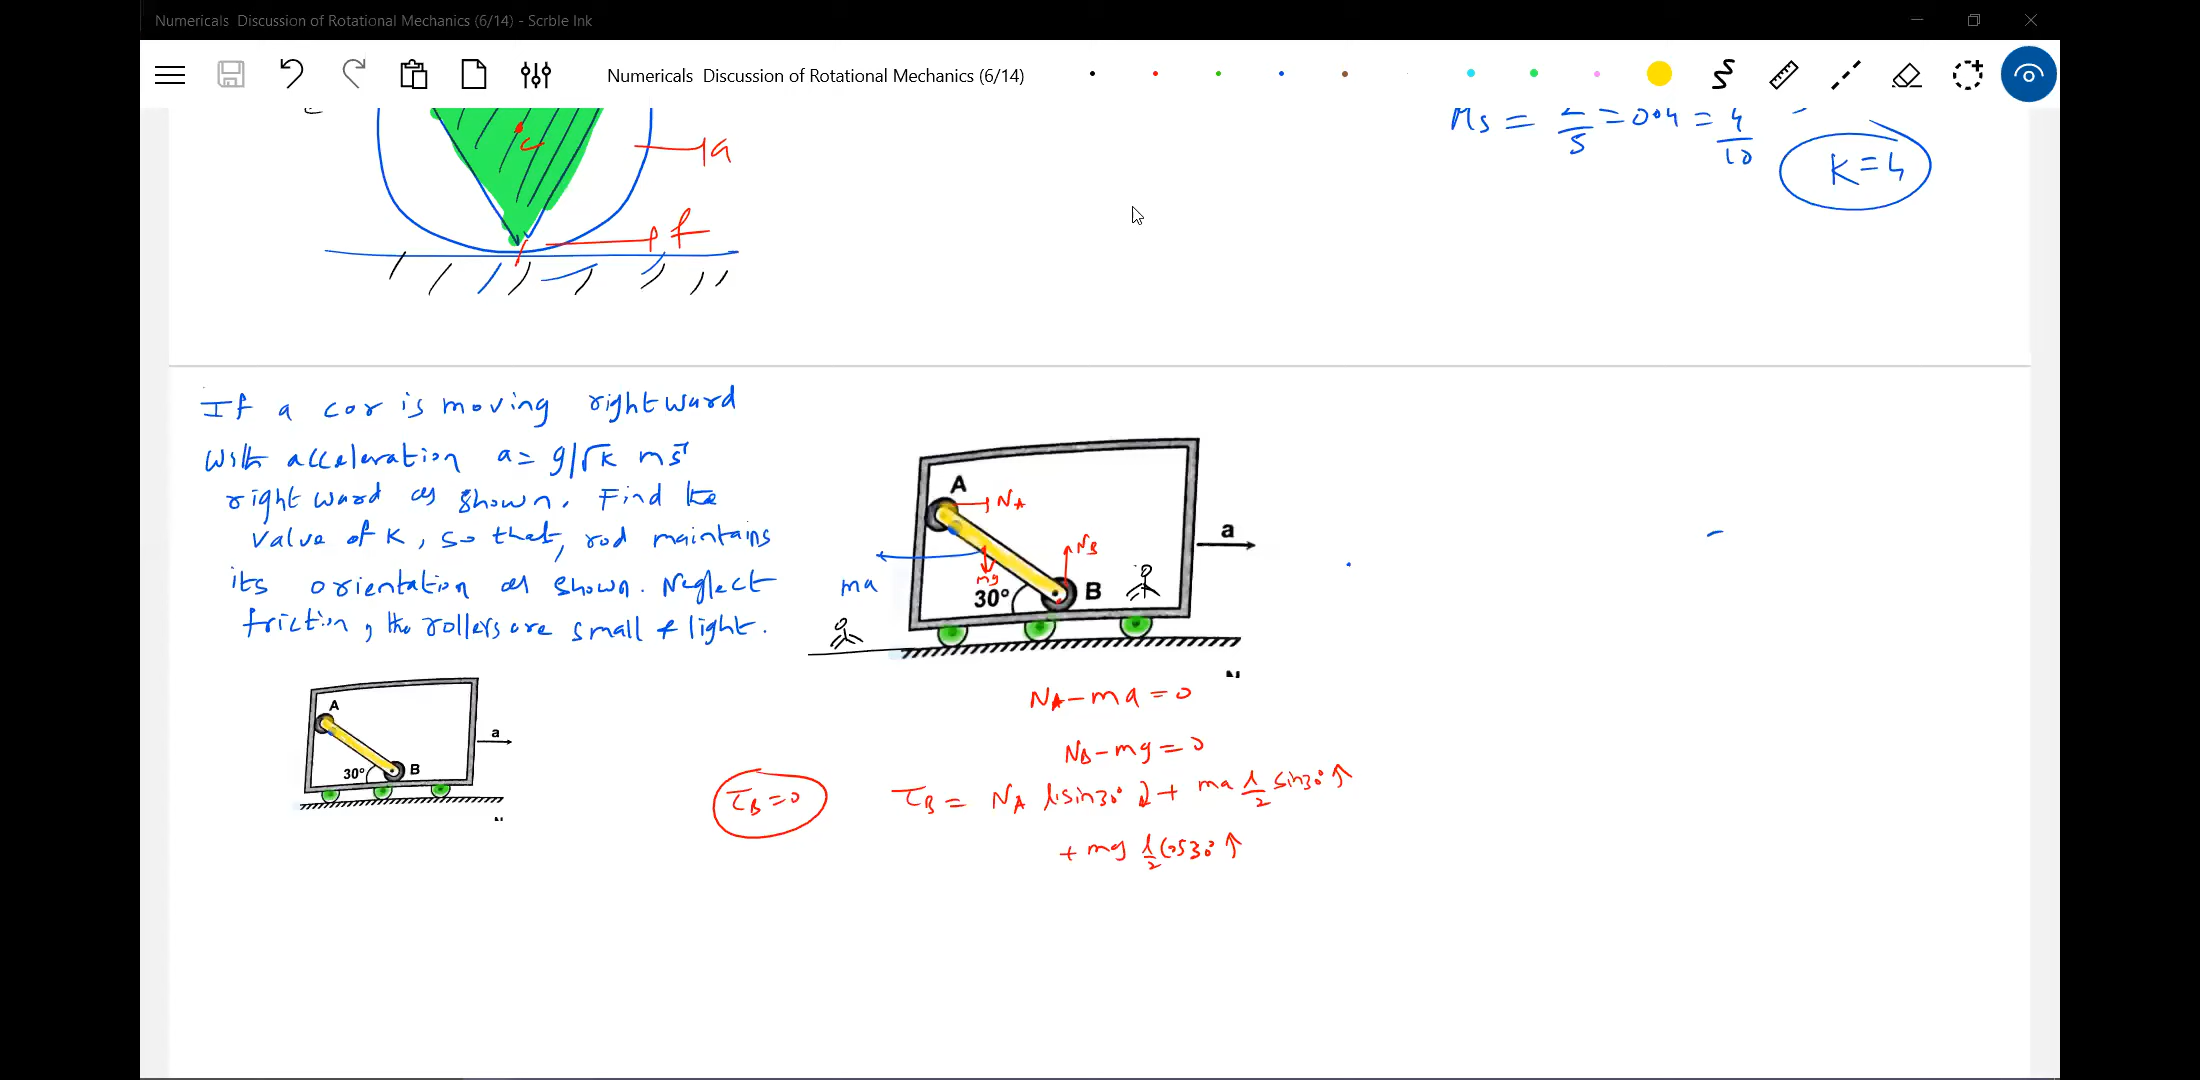 Numericals Discussion of Rotational Mechanics (6/14) - Scrble Ink
Numericals Discussion of Rotational Mechanics (6/14)
a
f
c
Ms = 2/5 = 0.4 = 4/10
K=4
If a car is moving rightward
with acceleration a = g/√K ms⁻²
rightward as shown. Find the
value of K, so that, rod maintains
its orientation as shown. Neglect
friction, the rollers are small & light.
A
NA
NB
mg
ma
30°
B
a
A
30°
B
a
NA - ma = 0
NB - mg = 0
τB = 0
τB = NA l sin30° ↓ + ma l/2 sin30° ↑
+ mg l/2 cos30° ↑